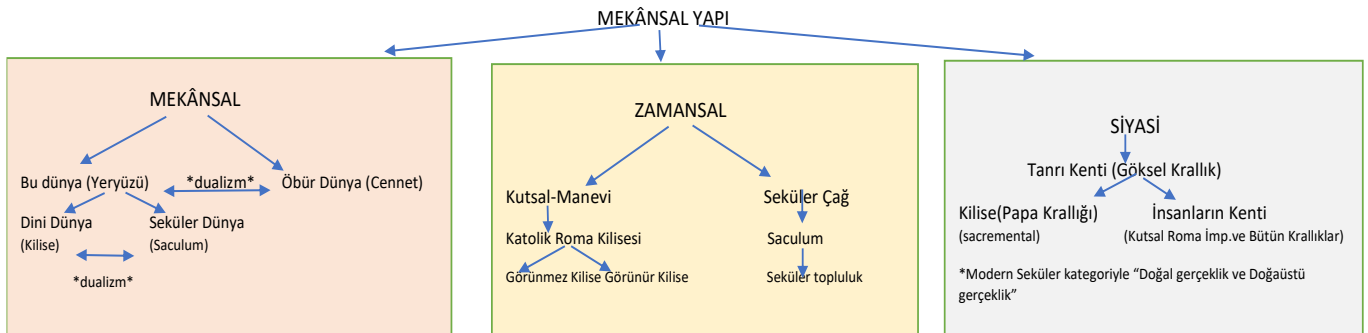 MEKÂNSAL YAPI
MEKÂNSAL
Bu dünya (Yeryüzü)
*dualizm*
Öbür Dünya (Cennet)
Dini Dünya
(Kilise)
Seküler Dünya
(Saculum)
*dualizm*
ZAMANSAL
Kutsal-Manevi
Seküler Çağ
Katolik Roma Kilisesi
Saculum
Görünmez Kilise Görünür Kilise
Seküler topluluk
SİYASİ
Tanrı Kenti (Göksel Krallık)
Kilise(Papa Krallığı)
(sacremental)
İnsanların Kenti
(Kutsal Roma İmp.ve Bütün Krallıklar)
*Modern Seküler kategoriyle “Doğal gerçeklik ve Doğaüstü
gerçeklik”